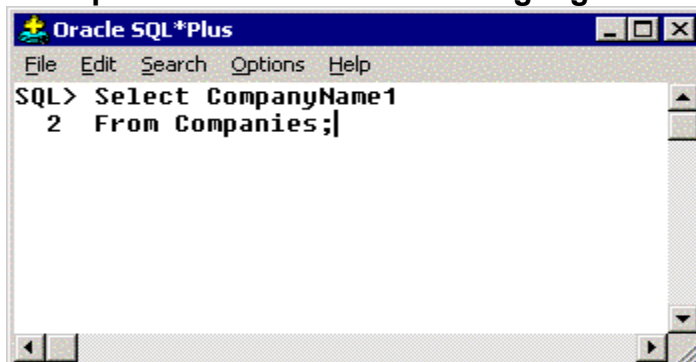 Oracle SQL*Plus
File Edit Search Options Help
SQL> Select CompanyName1
2 From Companies;